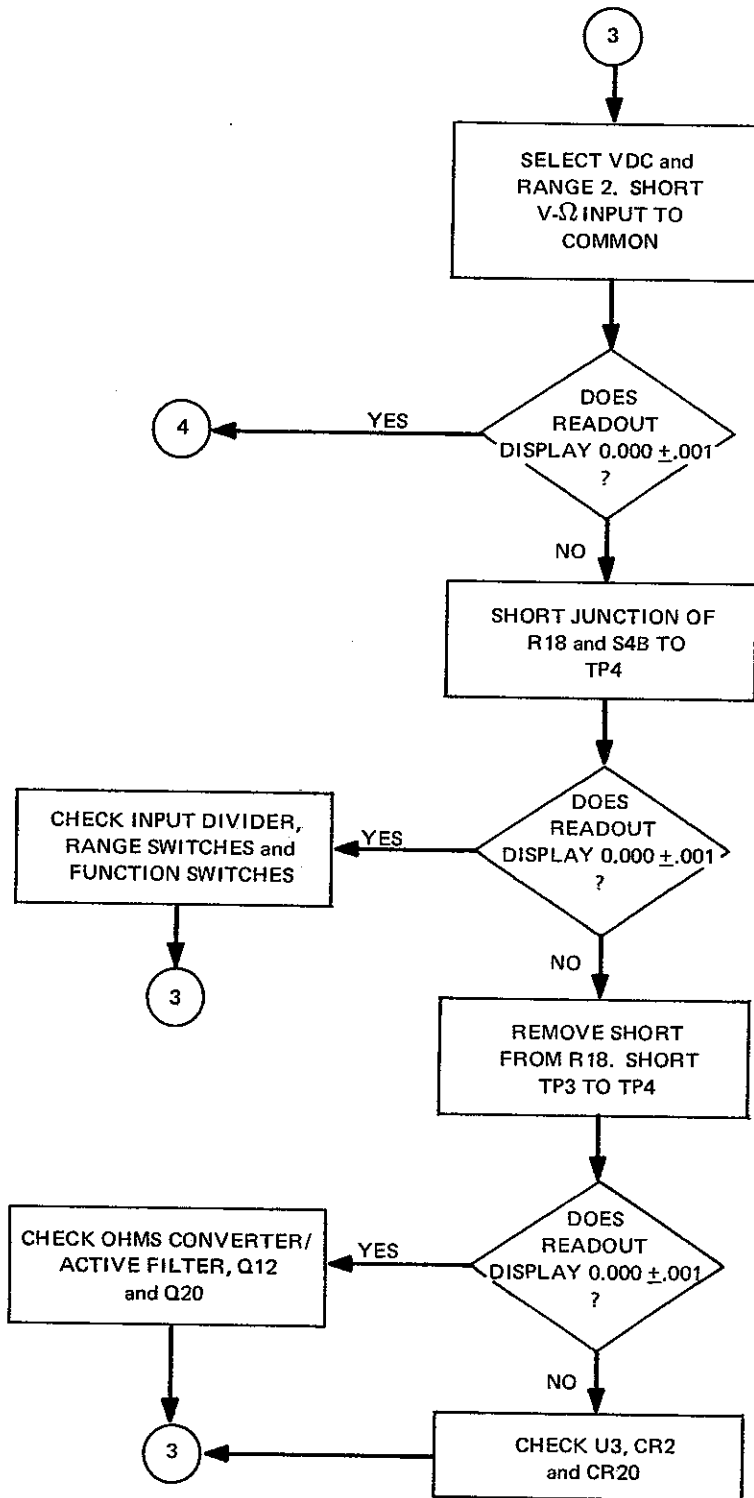 3
SELECT VDC and
RANGE 2. SHORT
V-Ω INPUT TO
COMMON
DOES
READOUT
DISPLAY 0.000 ±.001
?
YES
4
NO
SHORT JUNCTION OF
R18 and S4B TO
TP4
DOES
READOUT
DISPLAY 0.000 ±.001
?
YES
CHECK INPUT DIVIDER,
RANGE SWITCHES and
FUNCTION SWITCHES
3
NO
REMOVE SHORT
FROM R18. SHORT
TP3 TO TP4
DOES
READOUT
DISPLAY 0.000 ±.001
?
YES
CHECK OHMS CONVERTER/
ACTIVE FILTER, Q12
and Q20
NO
3
CHECK U3, CR2
and CR20